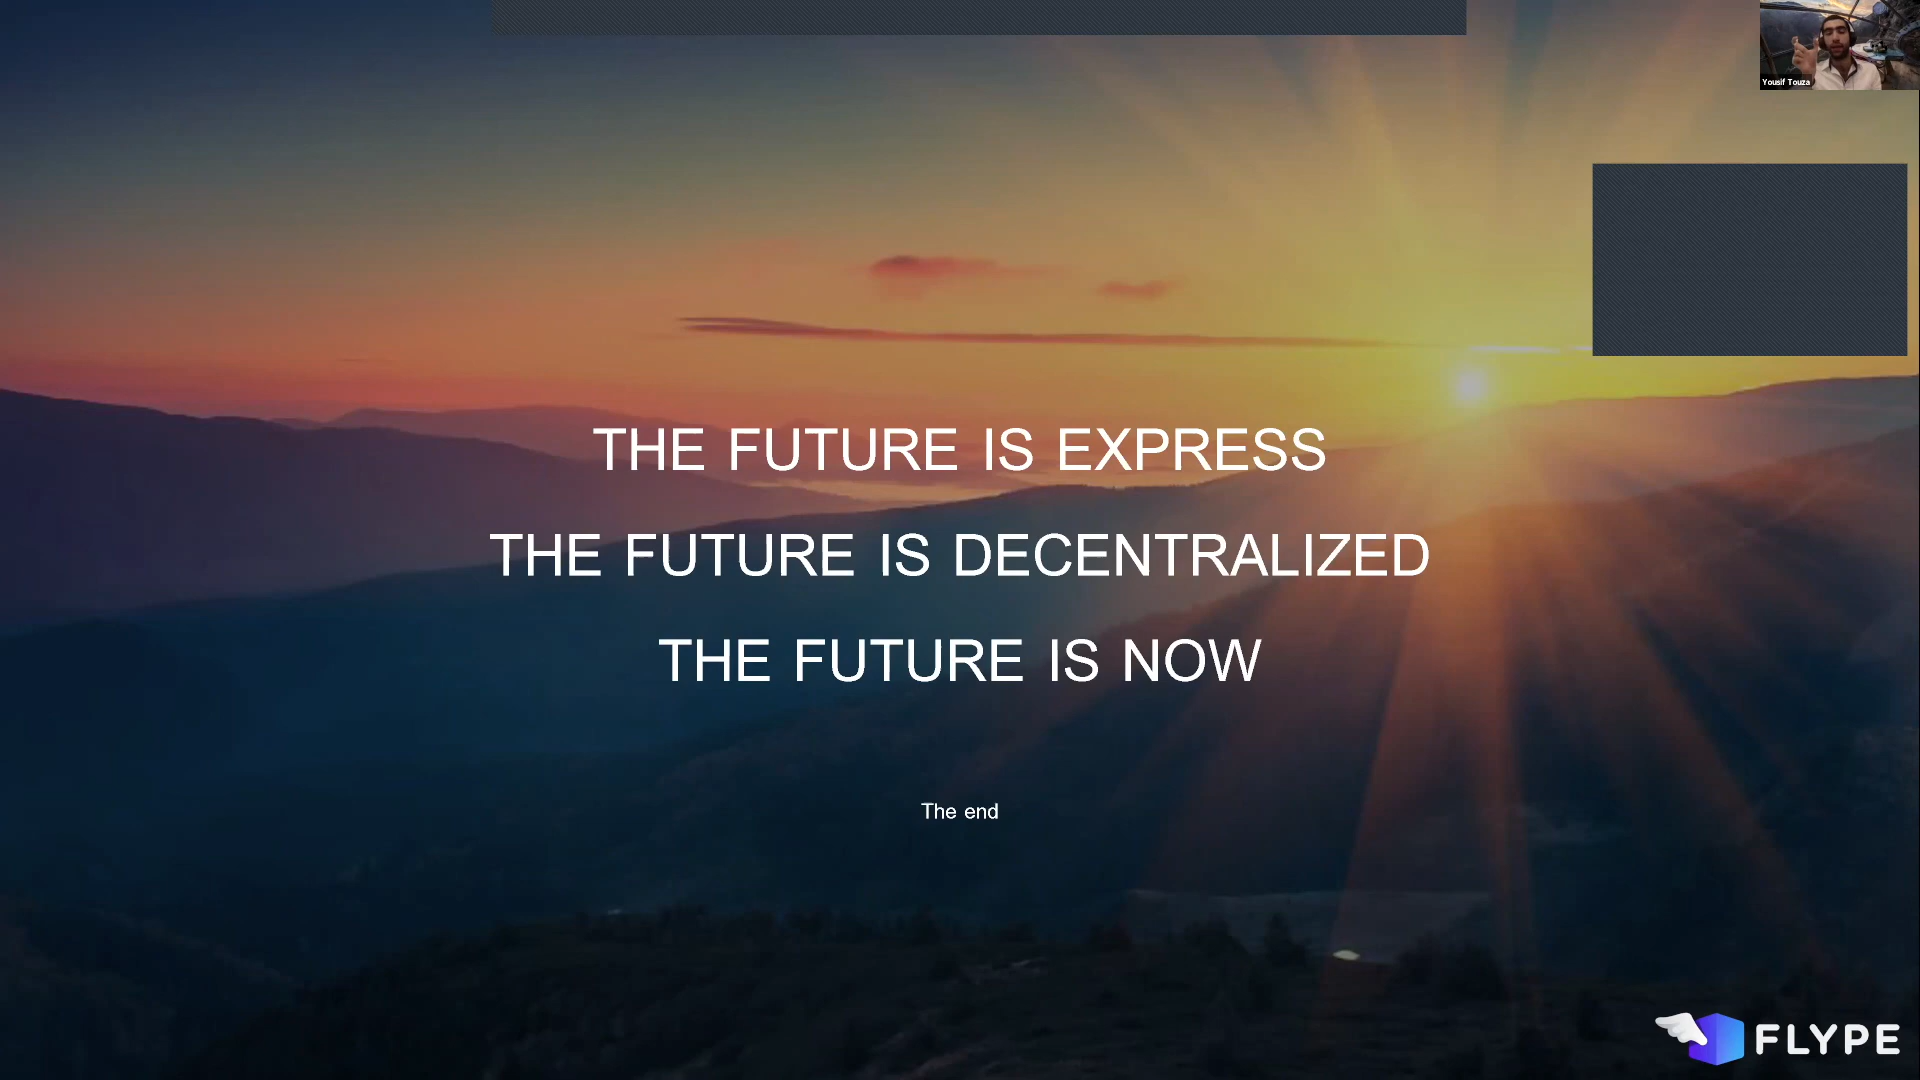 Yousif Touza
THE FUTURE IS EXPRESS
THE FUTURE IS DECENTRALIZED
THE FUTURE IS NOW
The end
FLYPE